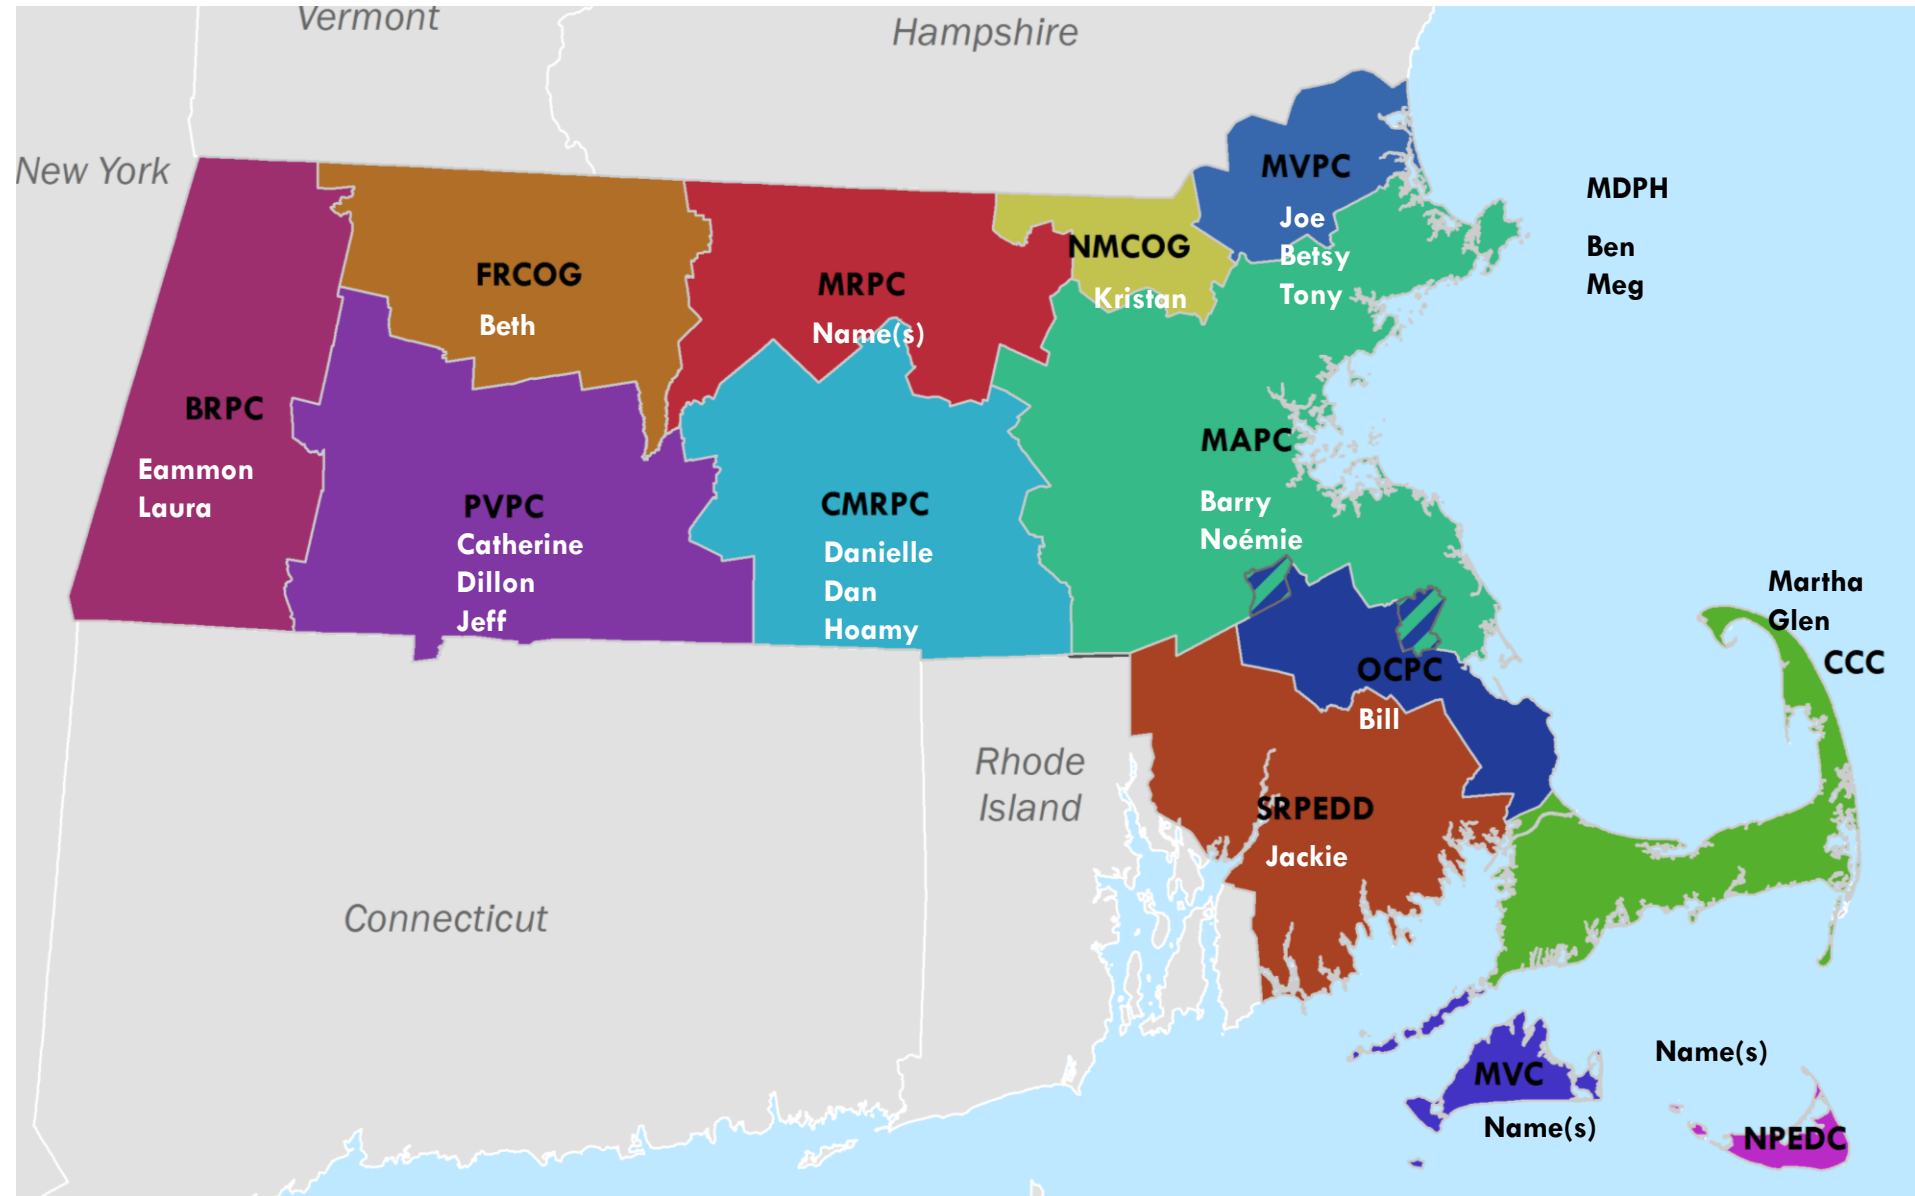 Vermont
Hampshire
New York
MVPC
Joe
Betsy
Tony
MDPH
Ben
Meg
NMCOG
Kristan
FRCOG
Beth
MRPC
Name(s)
BRPC
Eammon
Laura
PVPC
Catherine
Dillon
Jeff
CMRPC
Danielle
Dan
Hoamy
MAPC
Barry
Noémie
Martha
Glen
CCC
OCPC
Bill
Rhode
Island
SRPEDD
Jackie
Connecticut
MVC
Name(s)
Name(s)
NPEDC